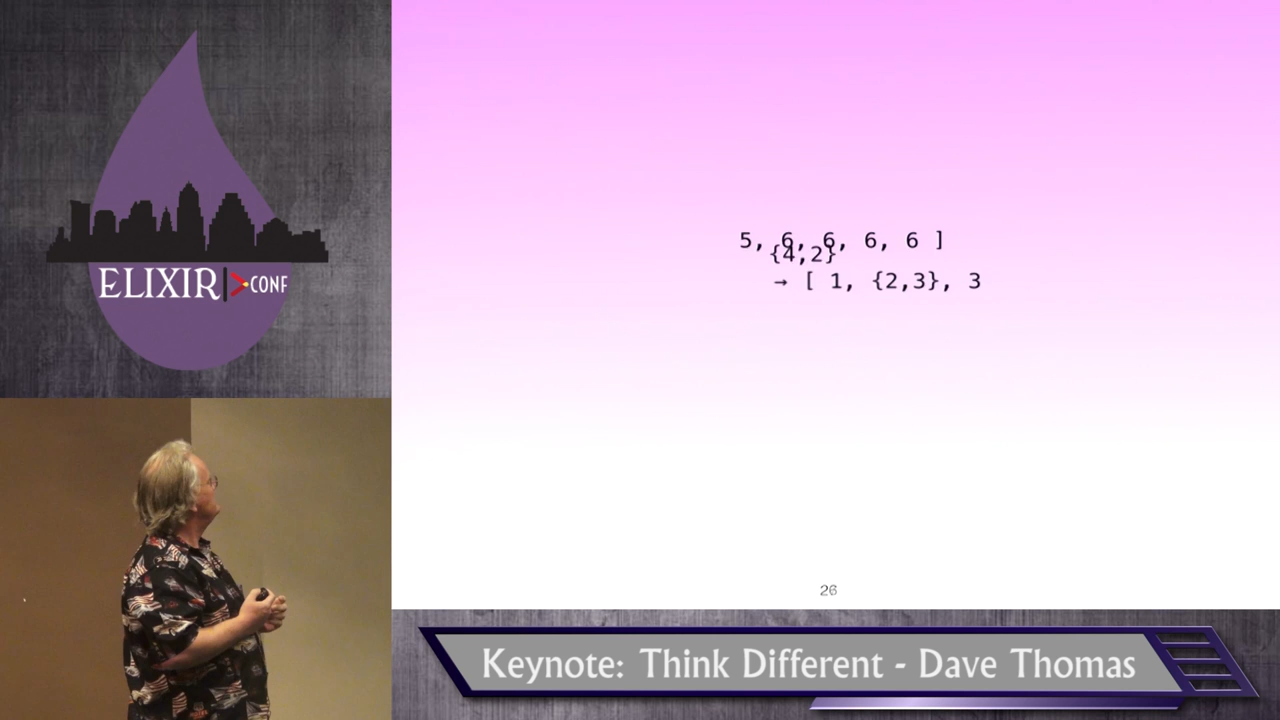 ELIXIR|>CONF
5, 6, 6, 6, 6 ]
{4,2}
→ [ 1, {2,3}, 3
26
Keynote: Think Different - Dave Thomas